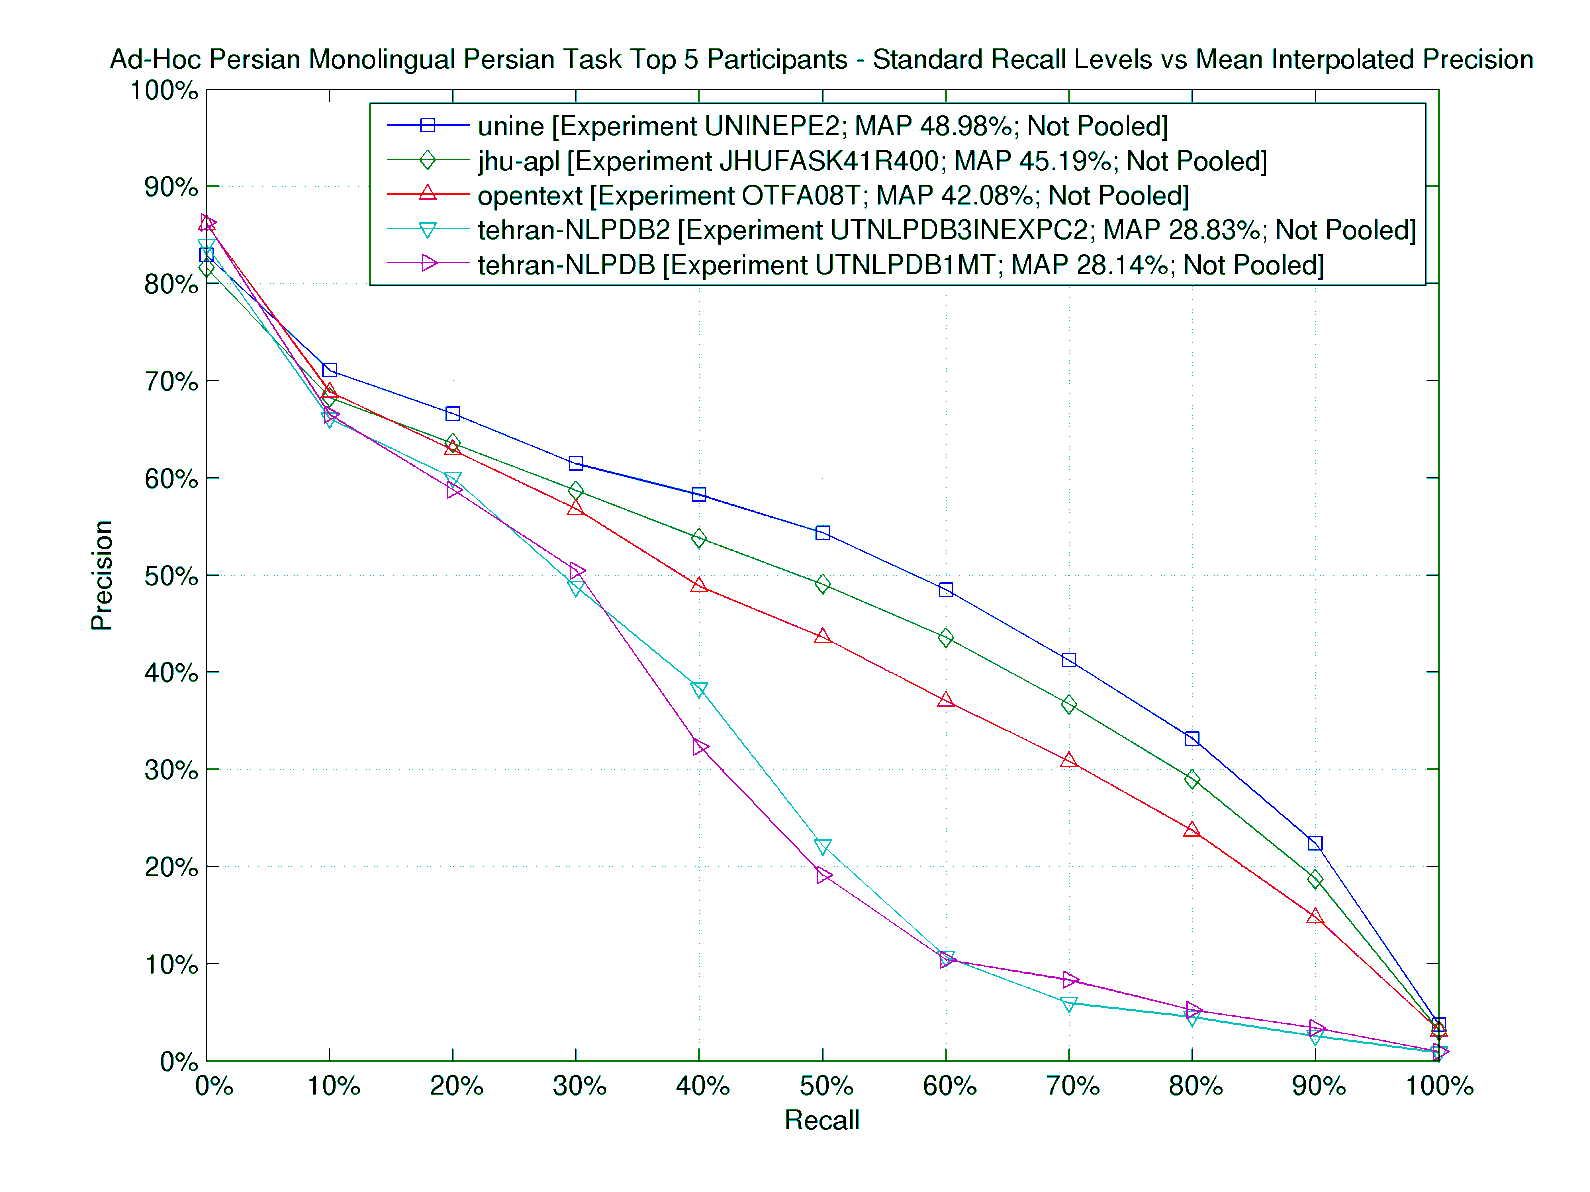 Ad-Hoc Persian Monolingual Persian Task Top 5 Participants - Standard Recall Levels vs Mean Interpolated Precision
100%
90%
80%
70%
60%
50%
40%
30%
20%
10%
0%
Precision
unine [Experiment UNINEPE2; MAP 48.98%; Not Pooled]
jhu-apl [Experiment JHUFASK41R400; MAP 45.19%; Not Pooled]
opentext [Experiment OTFA08T; MAP 42.08%; Not Pooled]
tehran-NLPDB2 [Experiment UTNLPDB3INEXPC2; MAP 28.83%; Not Pooled]
tehran-NLPDB [Experiment UTNLPDB1MT; MAP 28.14%; Not Pooled]
0% 10% 20% 30% 40% 50% 60% 70% 80% 90% 100%
Recall